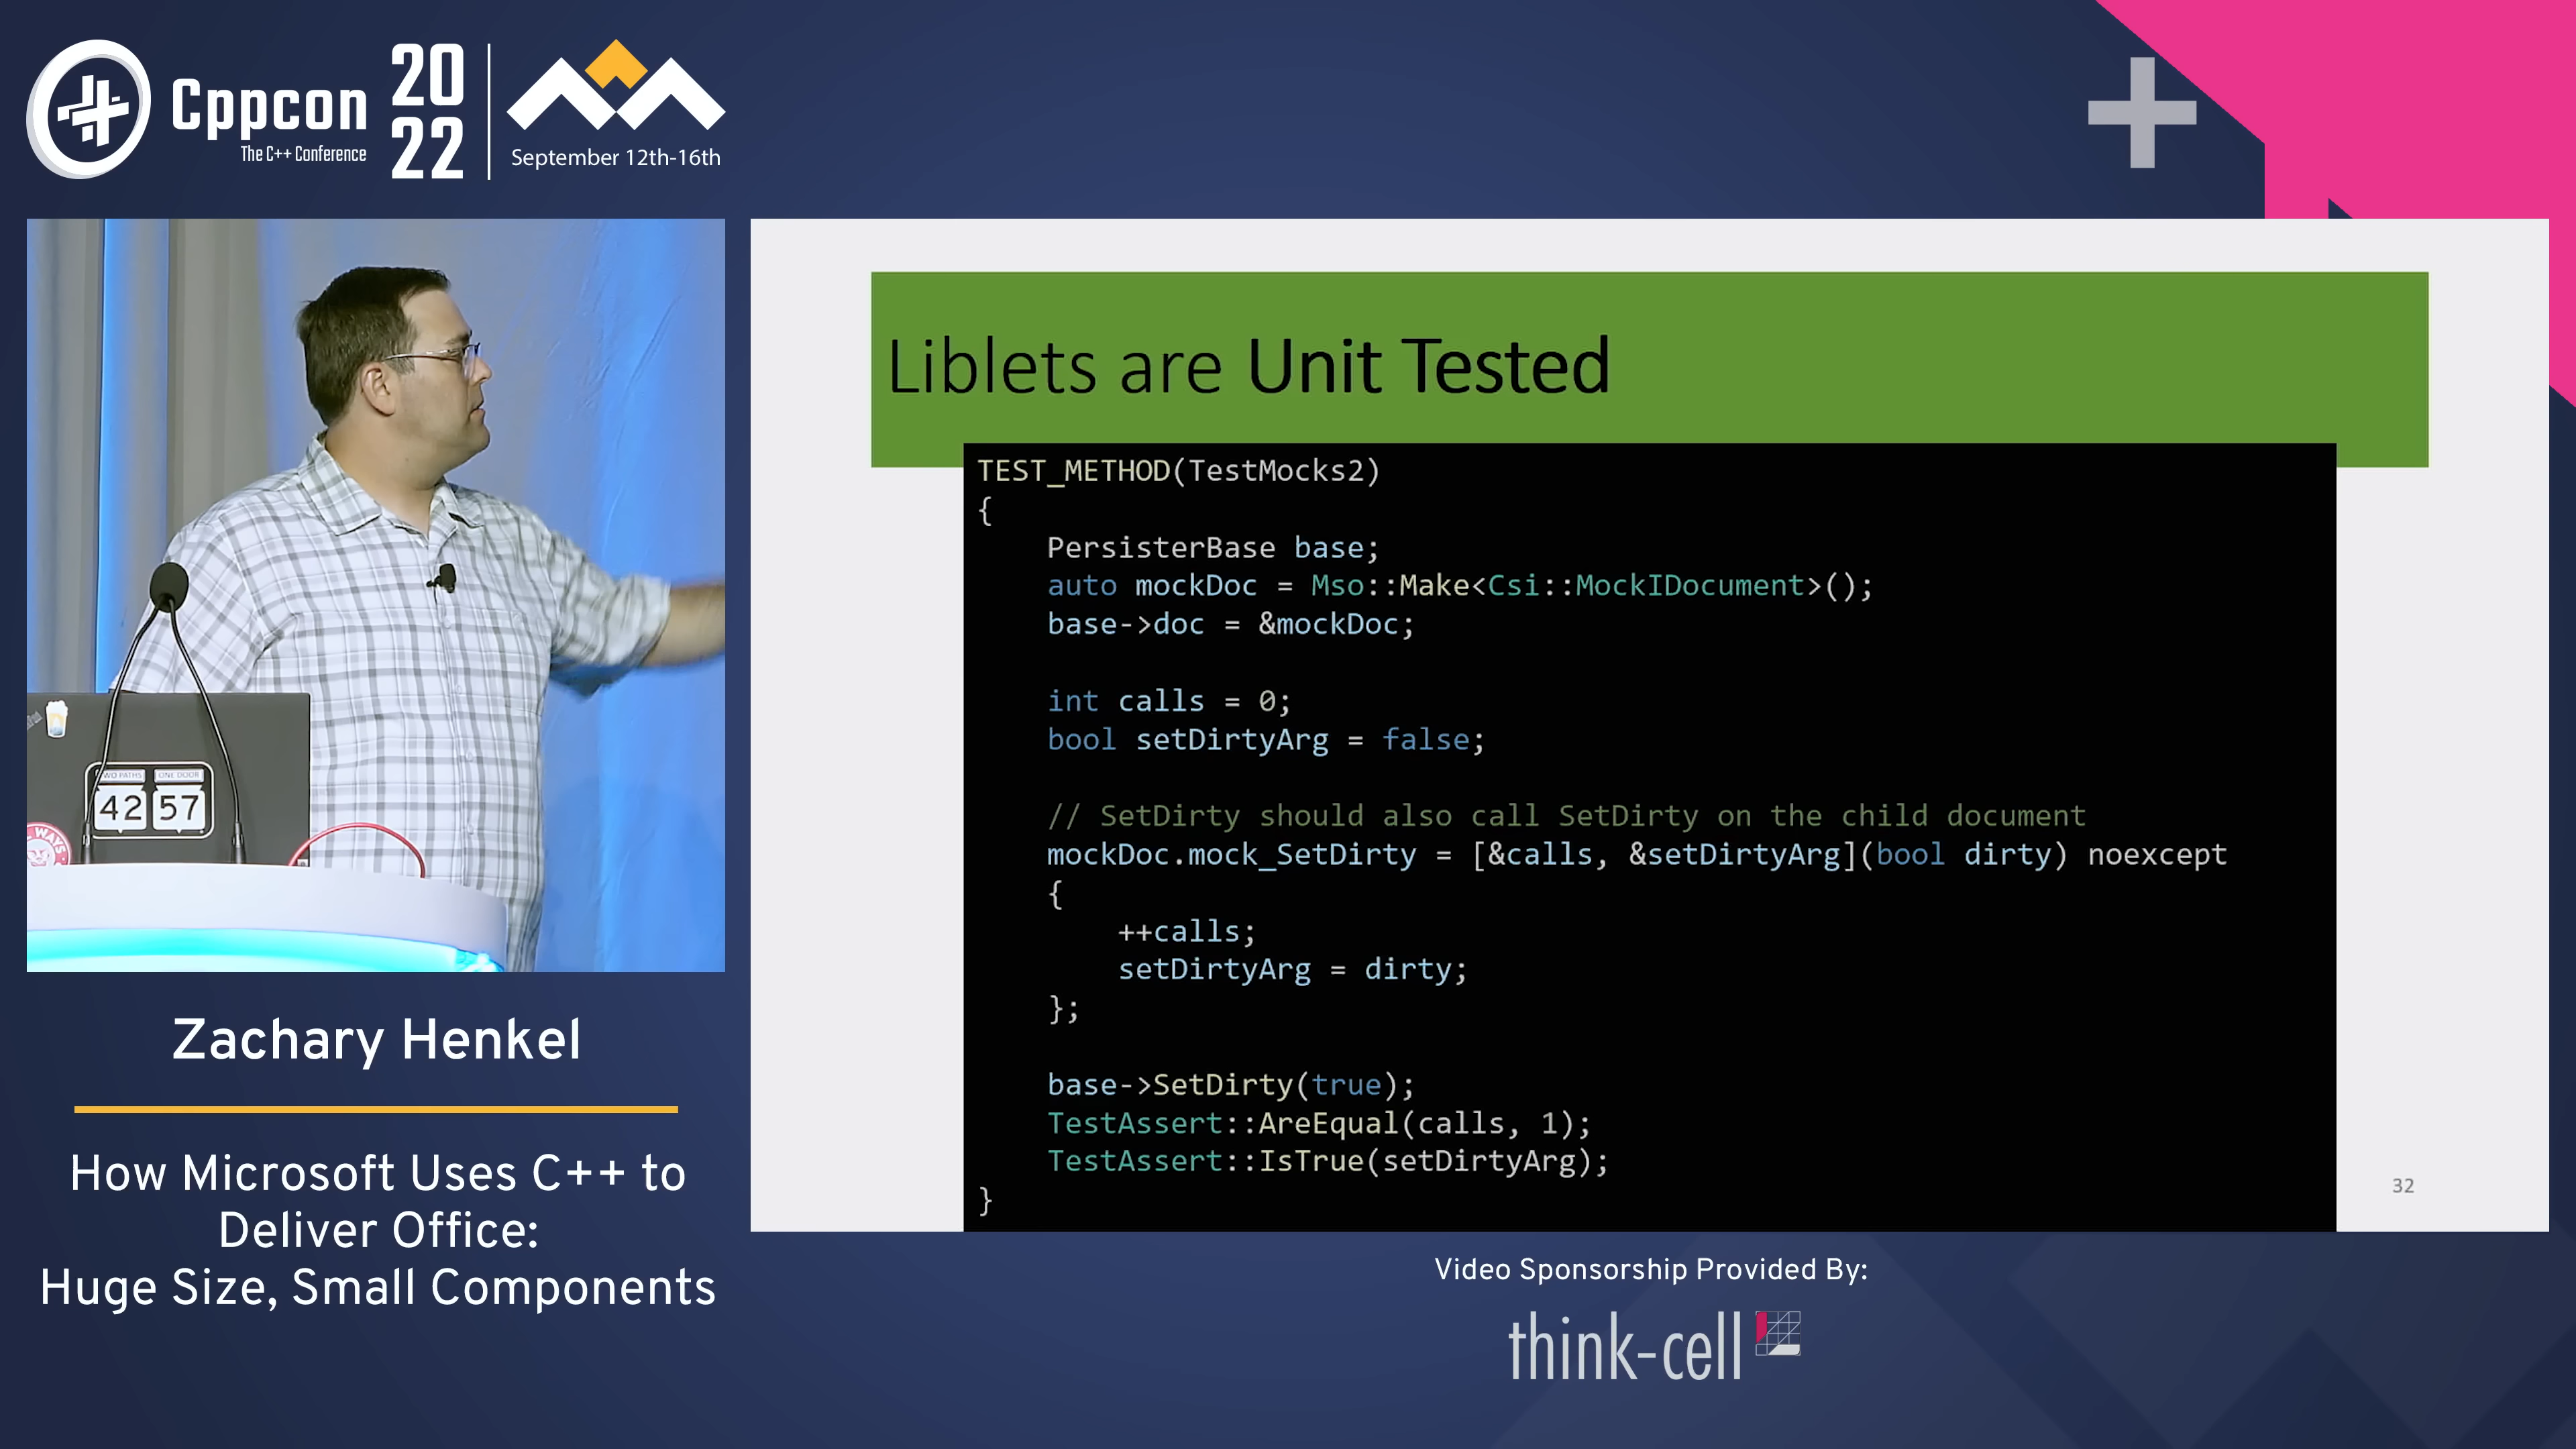 Cppcon
The C++ Conference
20
22
September 12th-16th
Liblets are Unit Tested
TEST_METHOD(TestMocks2)
{
    PersisterBase base;
    auto mockDoc = Mso::Make<Csi::MockIDocument>();
    base->doc = &mockDoc;
    int calls = 0;
    bool setDirtyArg = false;
    // SetDirty should also call SetDirty on the child document
    mockDoc.mock_SetDirty = [&calls, &setDirtyArg](bool dirty) noexcept
    {
        ++calls;
        setDirtyArg = dirty;
    };
    base->SetDirty(true);
    TestAssert::AreEqual(calls, 1);
    TestAssert::IsTrue(setDirtyArg);
}
32
ONE DOOR
42 57
WAYS
Zachary Henkel
How Microsoft Uses C++ to
Deliver Office:
Huge Size, Small Components
Video Sponsorship Provided By:
think-cell